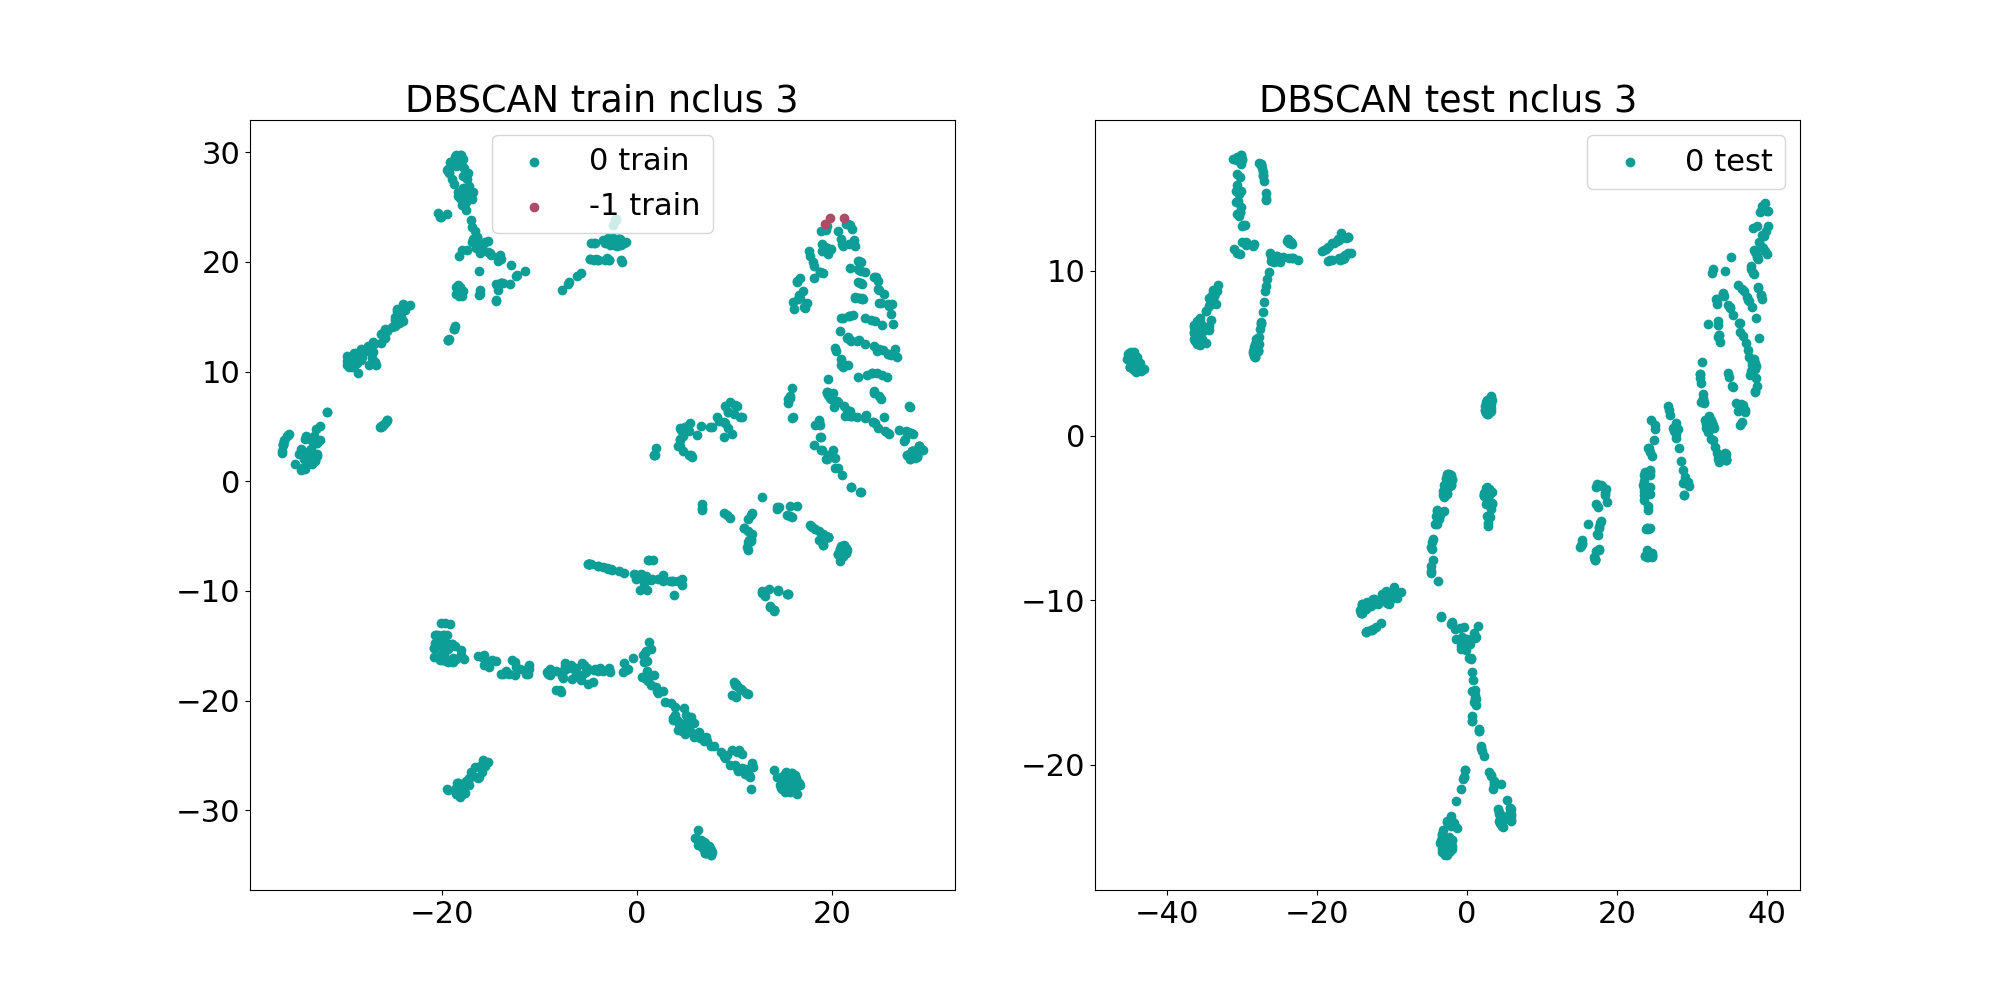 DBSCAN train nclus 3
0 train
-1 train
30
20
10
0
−10
−20
−30
−20 0 20
DBSCAN test nclus 3
0 test
10
0
−10
−20
−40 −20 0 20 40